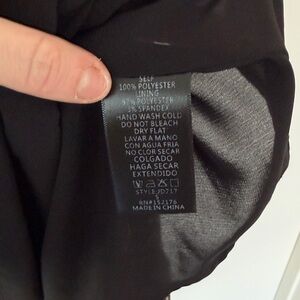 SELF
100% POLYESTER
LINING
97% POLYESTER
3% SPANDEX
HAND WASH COLD
DO NOT BLEACH
DRY FLAT
LAVAR A MANO
CON AGUA FRIA
NO CLOR SECAR
COLGADO
HAGA SECAR
EXTENDIDO
STYLE:JD717
RN#152176
MADE IN CHINA